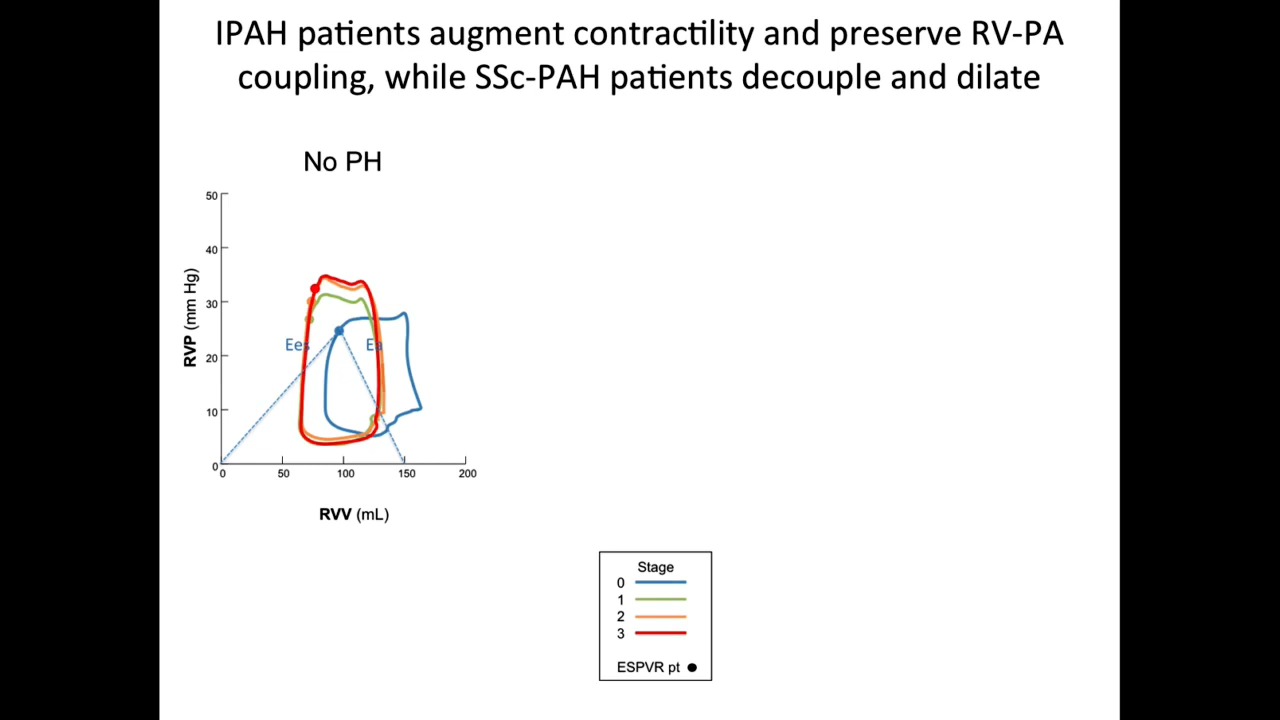 IPAH patients augment contractility and preserve RV-PA
coupling, while SSc-PAH patients decouple and dilate
No PH
50
40
30
20
10
0
RVP (mm Hg)
Ees
Ea
0 50 100 150 200
RVV (mL)
Stage
0
1
2
3
ESPVR pt